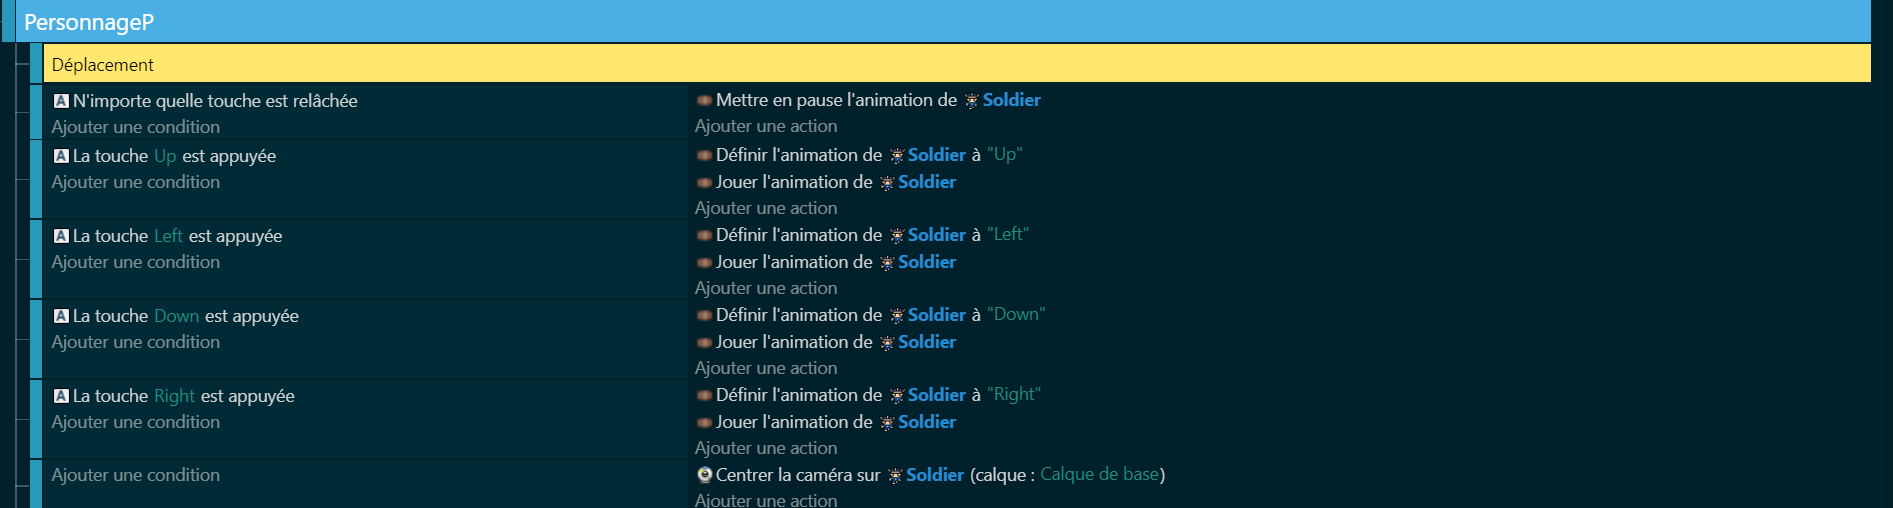 PersonnageP
Déplacement
N'importe quelle touche est relâchée
Mettre en pause l'animation de Soldier
Ajouter une condition
Ajouter une action
La touche Up est appuyée
Définir l'animation de Soldier à "Up"
Ajouter une condition
Jouer l'animation de Soldier
Ajouter une action
La touche Left est appuyée
Définir l'animation de Soldier à "Left"
Ajouter une condition
Jouer l'animation de Soldier
Ajouter une action
La touche Down est appuyée
Définir l'animation de Soldier à "Down"
Ajouter une condition
Jouer l'animation de Soldier
Ajouter une action
La touche Right est appuyée
Définir l'animation de Soldier à "Right"
Ajouter une condition
Jouer l'animation de Soldier
Ajouter une action
Ajouter une condition
Centrer la caméra sur Soldier (calque : Calque de base)
Ajouter une action